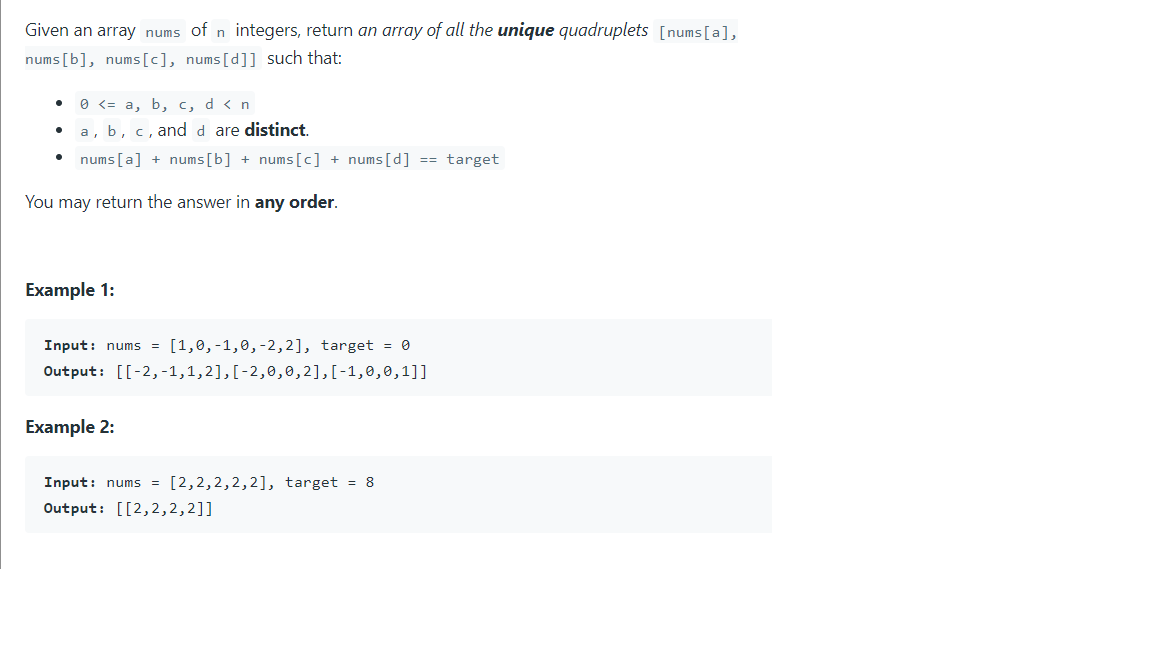 Given an array nums of n integers, return an array of all the unique quadruplets [nums[a],
nums[b], nums[c], nums[d]] such that:
• 0 <= a, b, c, d < n
• a, b, c, and d are distinct.
• nums[a] + nums[b] + nums[c] + nums[d] == target
You may return the answer in any order.
Example 1:
Input: nums = [1,0,-1,0,-2,2], target = 0
Output: [[-2,-1,1,2],[-2,0,0,2],[-1,0,0,1]]
Example 2:
Input: nums = [2,2,2,2,2], target = 8
Output: [[2,2,2,2]]